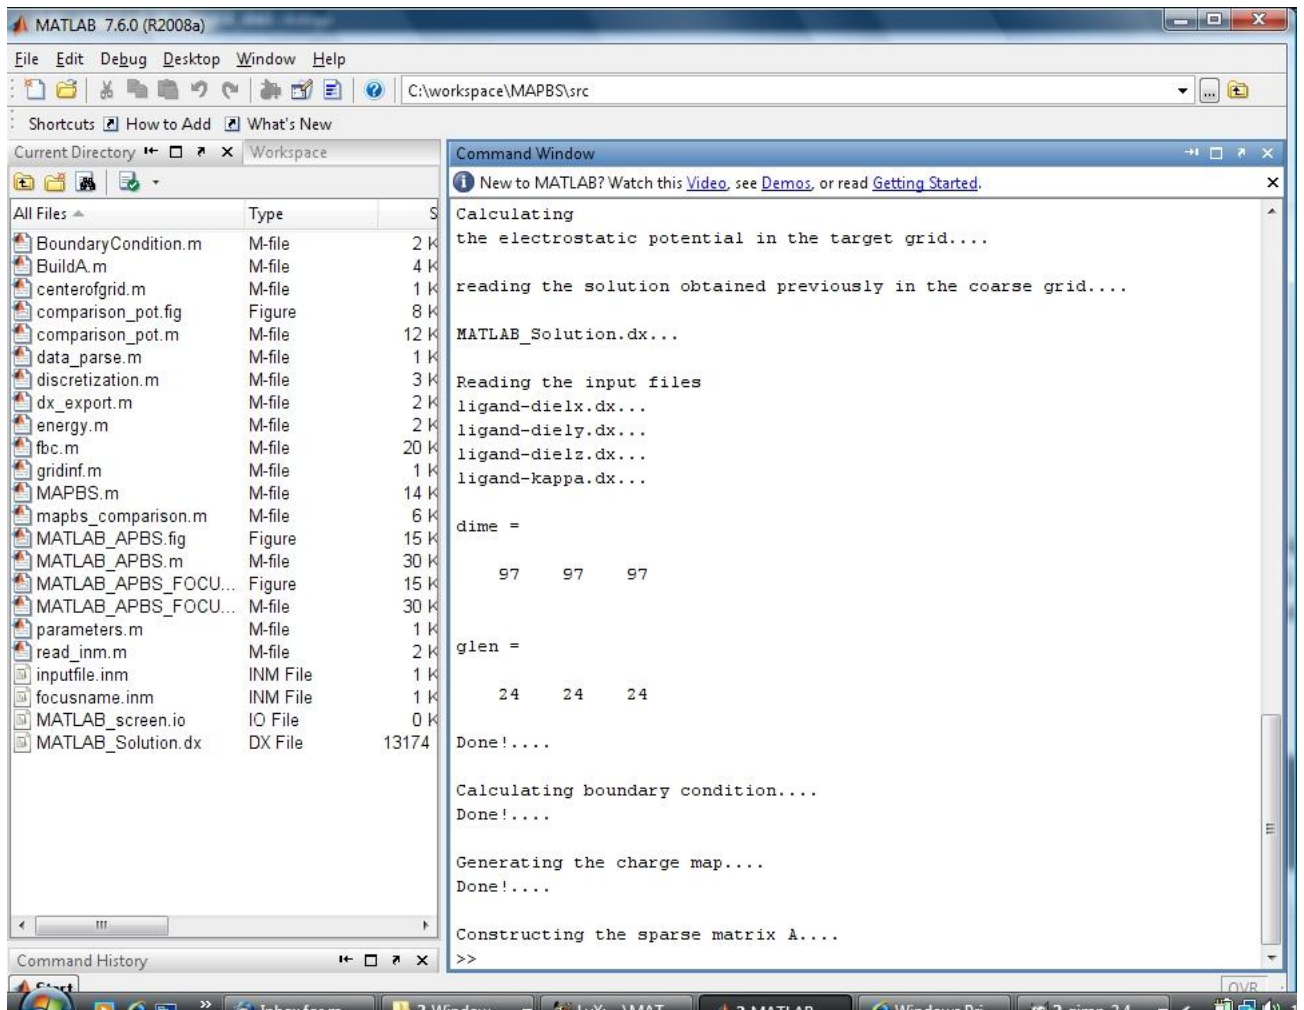 MATLAB 7.6.0 (R2008a)
File Edit Debug Desktop Window Help
C:\workspace\MAPBS\src
Shortcuts How to Add What's New
Current Directory Workspace
All Files Type S
BoundaryCondition.m M-file 2 K
BuildA.m M-file 4 K
centerofgrid.m M-file 1 K
comparison_pot.fig Figure 8 K
comparison_pot.m M-file 12 K
data_parse.m M-file 1 K
discretization.m M-file 3 K
dx_export.m M-file 2 K
energy.m M-file 2 K
fbc.m M-file 20 K
gridinf.m M-file 1 K
MAPBS.m M-file 14 K
mapbs_comparison.m M-file 6 K
MATLAB_APBS.fig Figure 15 K
MATLAB_APBS.m M-file 30 K
MATLAB_APBS_FOCU... Figure 15 K
MATLAB_APBS_FOCU... M-file 30 K
parameters.m M-file 1 K
read_inm.m M-file 2 K
inputfile.inm INM File 1 K
focusname.inm INM File 1 K
MATLAB_screen.io IO File 0 K
MATLAB_Solution.dx DX File 13174
Command History
Command Window
New to MATLAB? Watch this Video, see Demos, or read Getting Started.
Calculating
the electrostatic potential in the target grid....
reading the solution obtained previously in the coarse grid....
MATLAB_Solution.dx...
Reading the input files
ligand-dielx.dx...
ligand-diely.dx...
ligand-dielz.dx...
ligand-kappa.dx...
dime =
97 97 97
glen =
24 24 24
Done!....
Calculating boundary condition....
Done!....
Generating the charge map....
Done!....
Constructing the sparse matrix A....
>>
Start
OVR